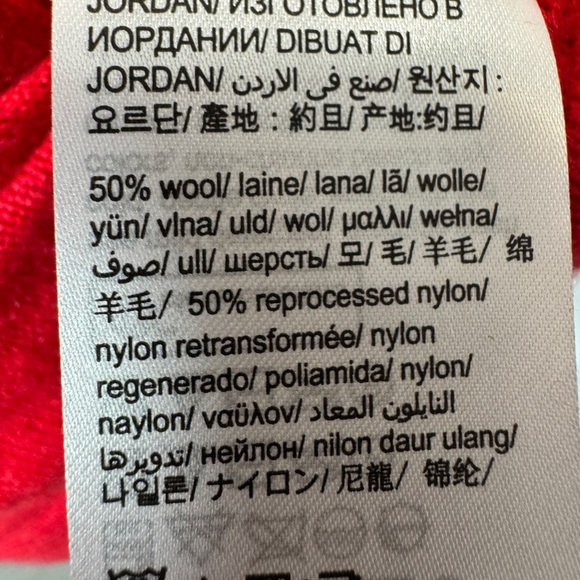 JORDAN/ ИЗГОТОВЛЕНО В
ИОРДАНИИ/ DIBUAT DI
JORDAN/ صنع في الاردن/ 원산지 :
요르단/ 產地 : 約旦/ 产地:约旦/
50% wool/ laine/ lana/ lã/ wolle/
yün/ vlna/ uld/ wol/ μαλλι/ wełna/
صوف/ ull/ шерсть/ 모/ 毛/ 羊毛/ 绵
羊毛/ 50% reprocessed nylon/
nylon retransformée/ nylon
regenerado/ poliamida/ nylon/
naylon/ ναϋλον/ النايلون المعاد
تدويرها/ нейлон/ nilon daur ulang/
나일론/ ナイロン/ 尼龍/ 锦纶/